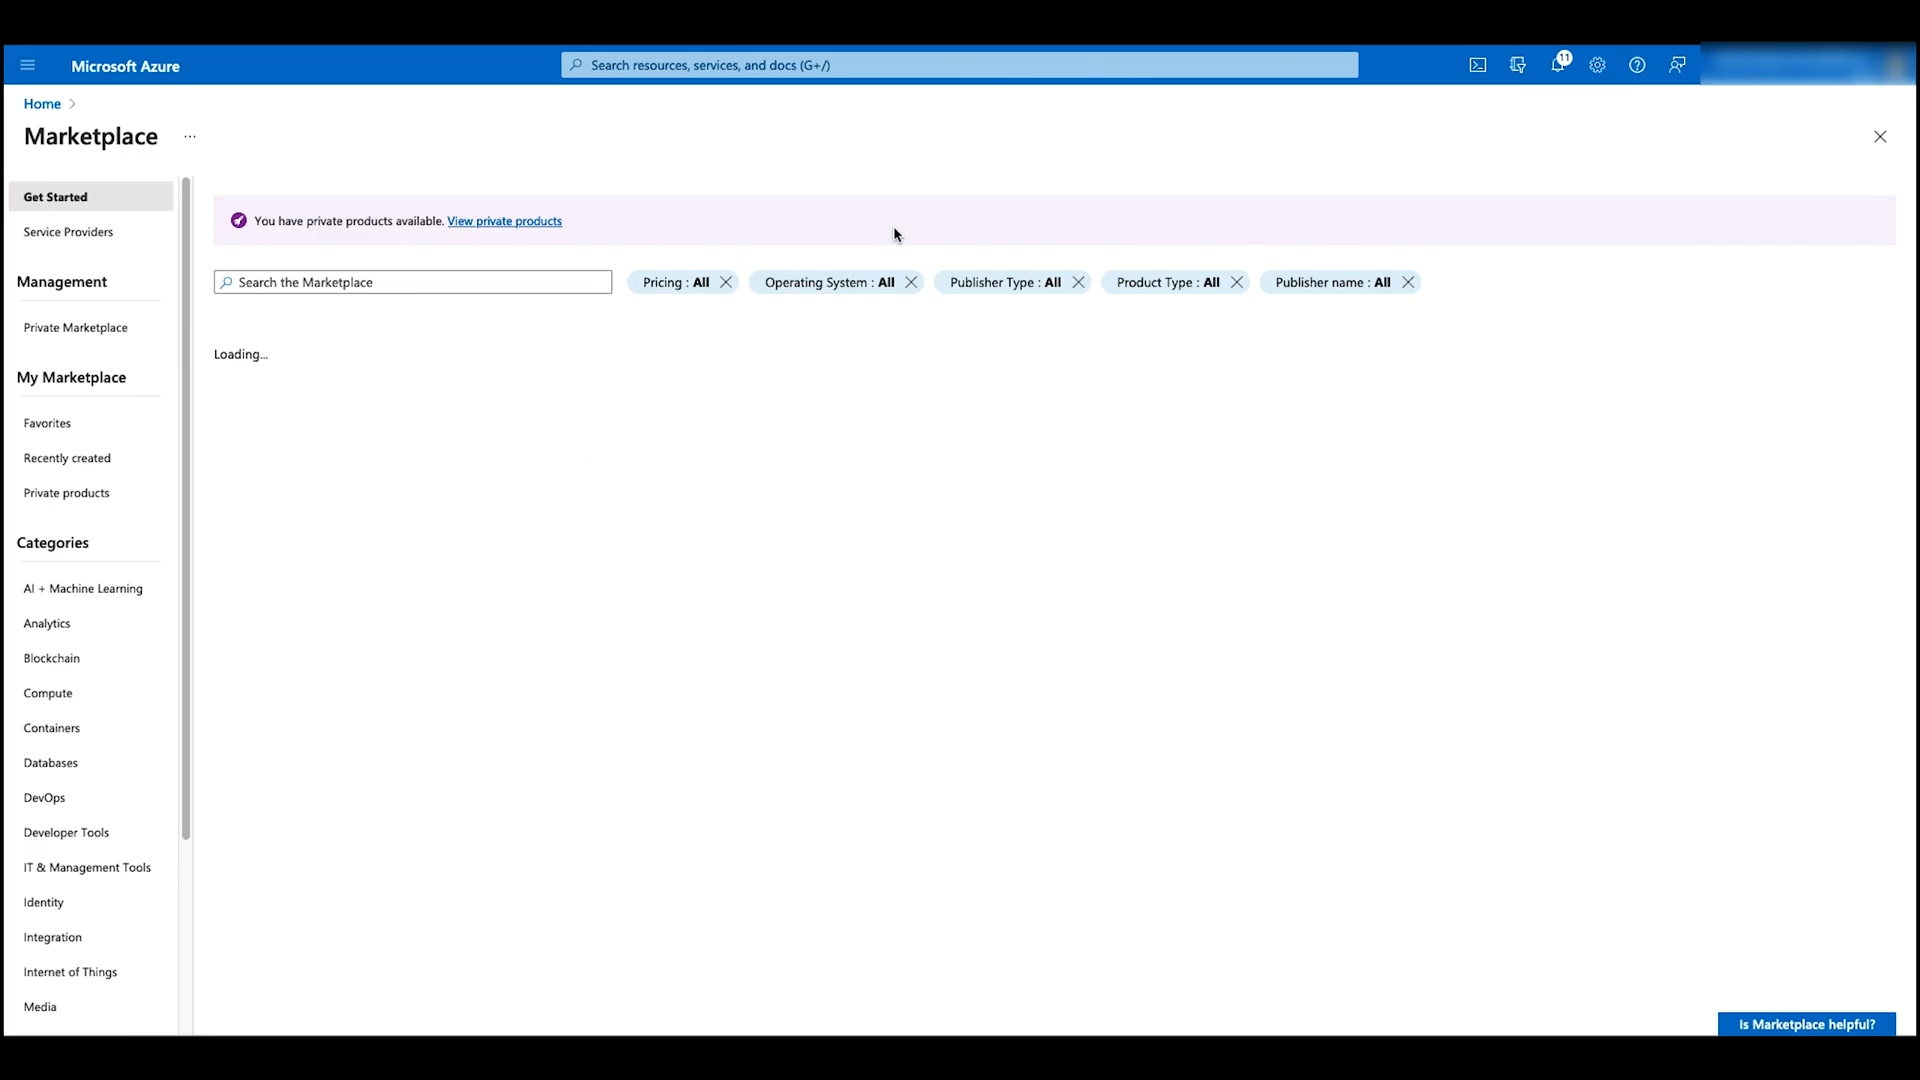 Microsoft Azure
Search resources, services, and docs (G+/)
11
Home
Marketplace
...
Get Started
Service Providers
Management
Private Marketplace
My Marketplace
Favorites
Recently created
Private products
Categories
AI + Machine Learning
Analytics
Blockchain
Compute
Containers
Databases
DevOps
Developer Tools
IT & Management Tools
Identity
Integration
Internet of Things
Media
You have private products available. View private products
Search the Marketplace
Pricing : All
Operating System : All
Publisher Type : All
Product Type : All
Publisher name : All
Loading...
Is Marketplace helpful?